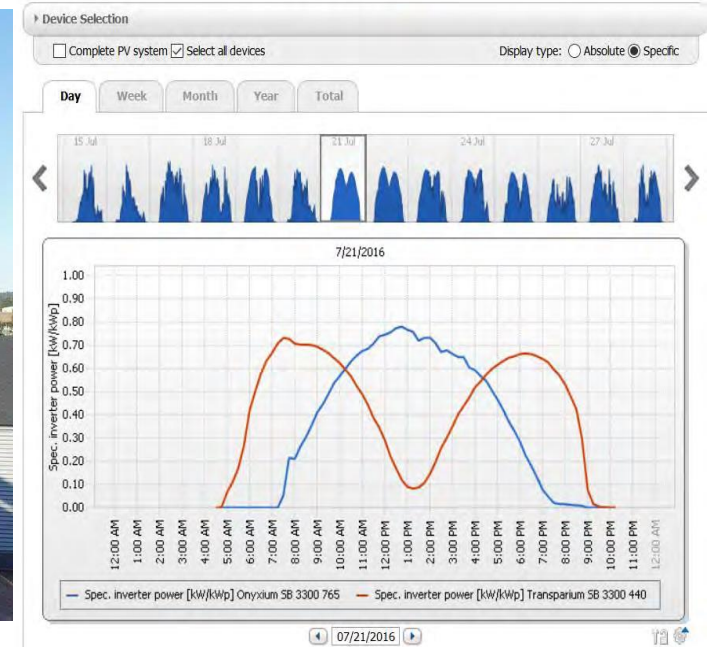 Device Selection
Complete PV system Select all devices Display type: Absolute Specific
Day Week Month Year Total
15 Jul 18 Jul 21 Jul 24 Jul 27 Jul
7/21/2016
Spec. inverter power [kW/kWp]
1.00
0.90
0.80
0.70
0.60
0.50
0.40
0.30
0.20
0.10
0.00
12:00 AM 1:00 AM 2:00 AM 3:00 AM 4:00 AM 5:00 AM 6:00 AM 7:00 AM 8:00 AM 9:00 AM 10:00 AM 11:00 AM 12:00 PM 1:00 PM 2:00 PM 3:00 PM 4:00 PM 5:00 PM 6:00 PM 7:00 PM 8:00 PM 9:00 PM 10:00 PM 11:00 PM 12:00 AM
Spec. inverter power [kW/kWp] Onyxium SB 3300 765 Spec. inverter power [kW/kWp] Transparium SB 3300 440
07/21/2016